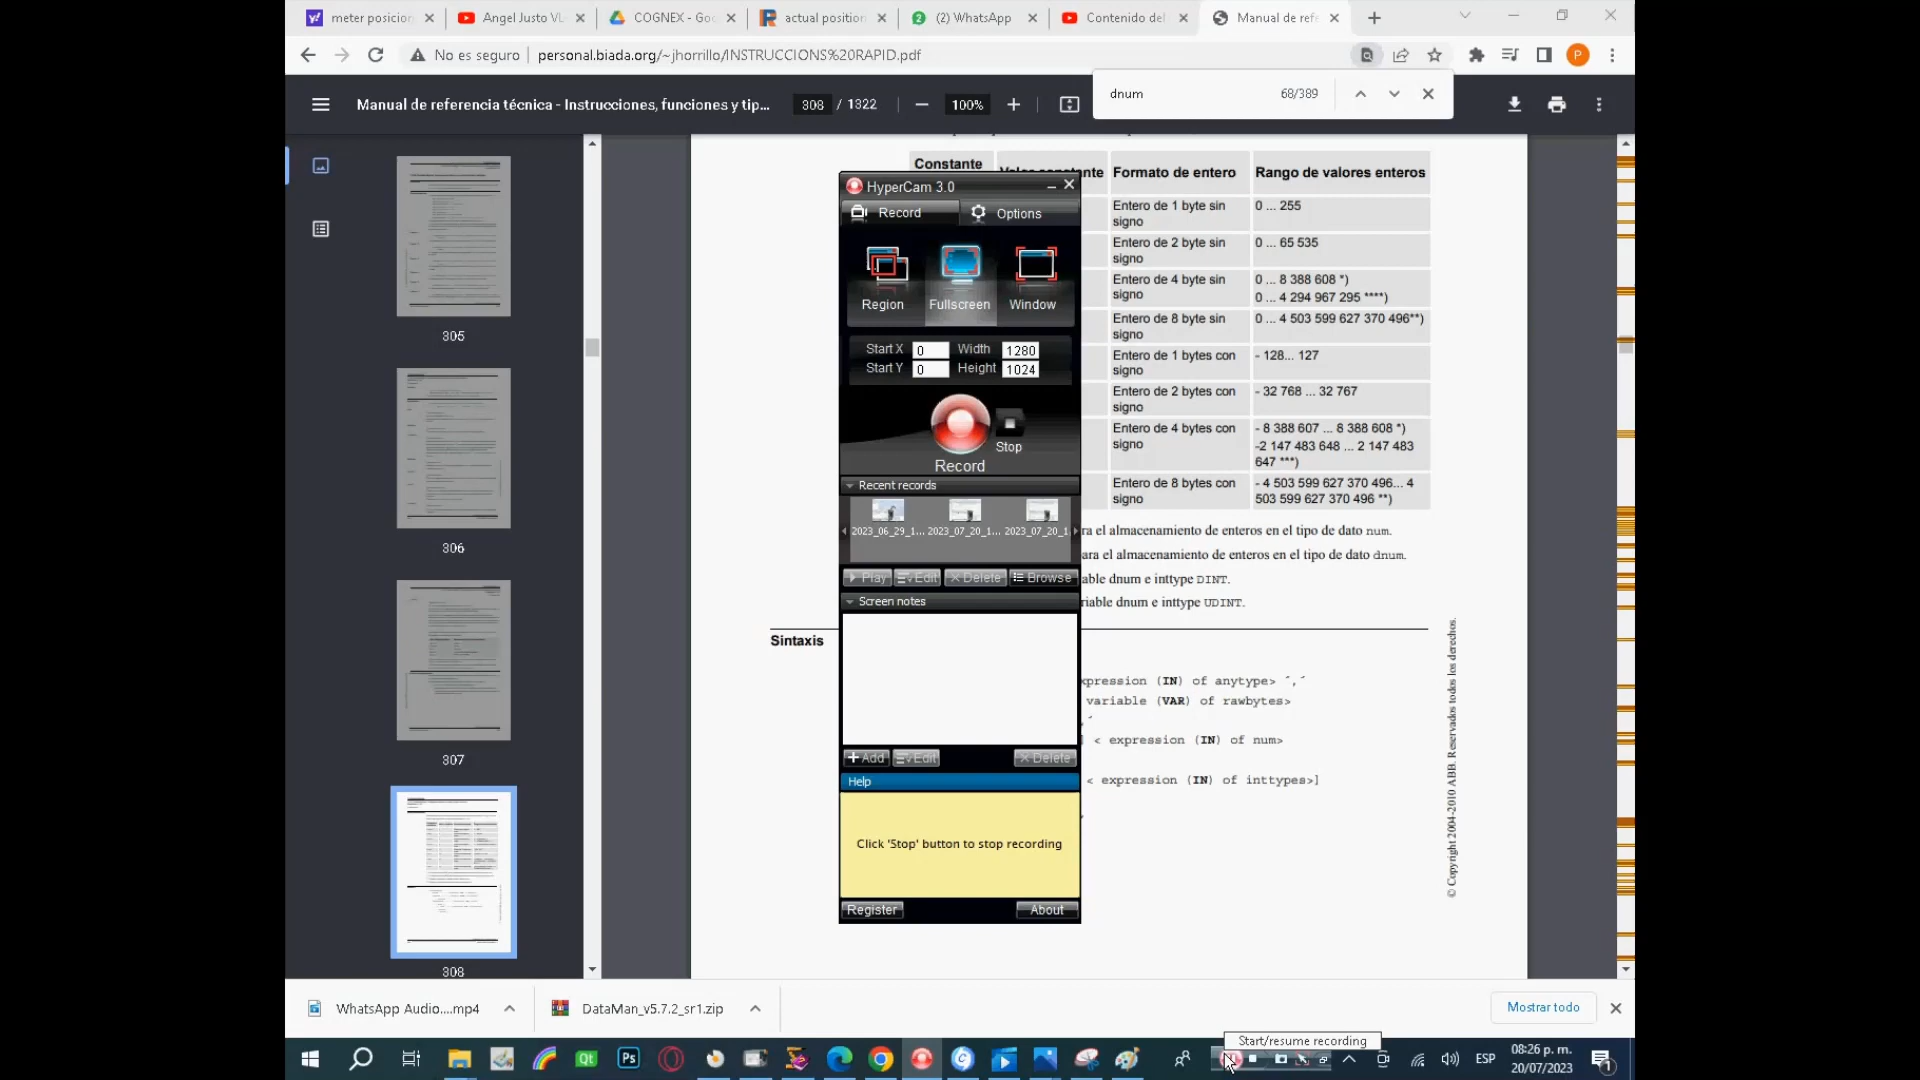 meter posicion
Angel Justo VL
COGNEX - Goo
actual position
(2) WhatsApp
Contenido del
Manual de refe
No es seguro
personal.biada.org/~jhorrillo/INSTRUCCIONS%20RAPID.pdf
P
Manual de referencia técnica - Instrucciones, funciones y tip...
308 / 1322
100%
dnum
68/389
305
306
307
308
Constante
Valor constante
Formato de entero
Rango de valores enteros
Entero de 1 byte sin
signo
0 ... 255
Entero de 2 byte sin
signo
0 ... 65 535
Entero de 4 byte sin
signo
0 ... 8 388 608 *)
0 ... 4 294 967 295 ****)
Entero de 8 byte sin
signo
0 ... 4 503 599 627 370 496**)
Entero de 1 bytes con
signo
- 128... 127
Entero de 2 bytes con
signo
- 32 768 ... 32 767
Entero de 4 bytes con
signo
- 8 388 607 ... 8 388 608 *)
-2 147 483 648 ... 2 147 483
647 ***)
Entero de 8 bytes con
signo
- 4 503 599 627 370 496... 4
503 599 627 370 496 **)
ra el almacenamiento de enteros en el tipo de dato num.
ara el almacenamiento de enteros en el tipo de dato dnum.
able dnum e inttype DINT.
riable dnum e inttype UDINT.
Sintaxis
xpression (IN) of anytype> ´,´
variable (VAR) of rawbytes>
,´
] < expression (IN) of num>
< expression (IN) of inttypes>]
© Copyright 2004-2010 ABB. Reservados todos los derechos.
HyperCam 3.0
Record
Options
Region
Fullscreen
Window
Start X 0 Width 1280
Start Y 0 Height 1024
Stop
Record
Recent records
2023_06_29_1... 2023_07_20_1... 2023_07_20_1
Play Edit Delete Browse
Screen notes
Add Edit Delete
Help
Click 'Stop' button to stop recording
Register
About
WhatsApp Audio....mp4
DataMan_v5.7.2_sr1.zip
Mostrar todo
Start/resume recording
Qt
Ps
ESP
08:26 p. m.
20/07/2023
1